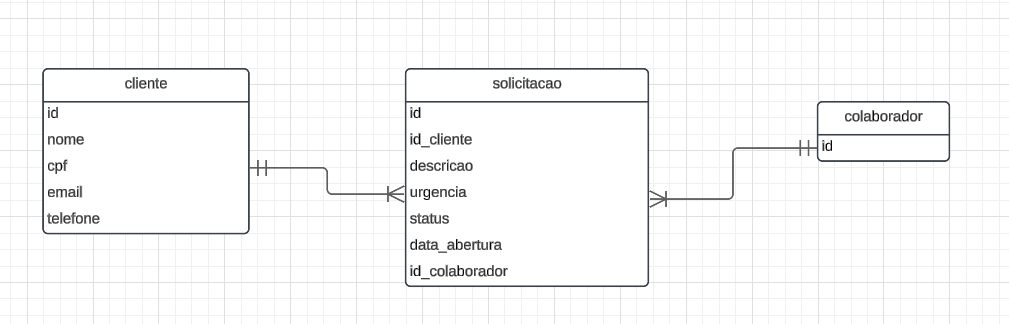 cliente
id
nome
cpf
email
telefone
solicitacao
id
id_cliente
descricao
urgencia
status
data_abertura
id_colaborador
colaborador
id